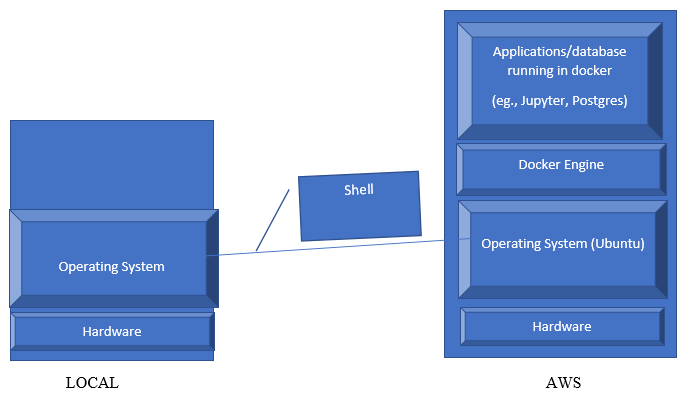 Applications/database
running in docker
(eg., Jupyter, Postgres)
Docker Engine
Shell
Operating System (Ubuntu)
Operating System
Hardware
Hardware
LOCAL
AWS